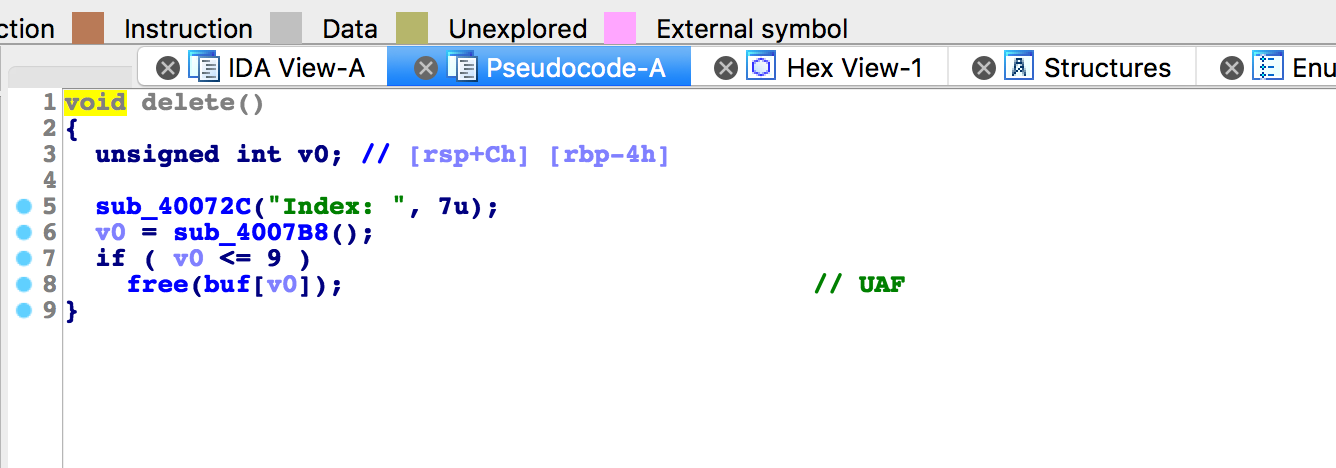 ction Instruction Data Unexplored External symbol
IDA View-A Pseudocode-A Hex View-1 Structures Enu
1 void delete()
2 {
3   unsigned int v0; // [rsp+Ch] [rbp-4h]
4
5   sub_40072C("Index: ", 7u);
6   v0 = sub_4007B8();
7   if ( v0 <= 9 )
8     free(buf[v0]); // UAF
9 }